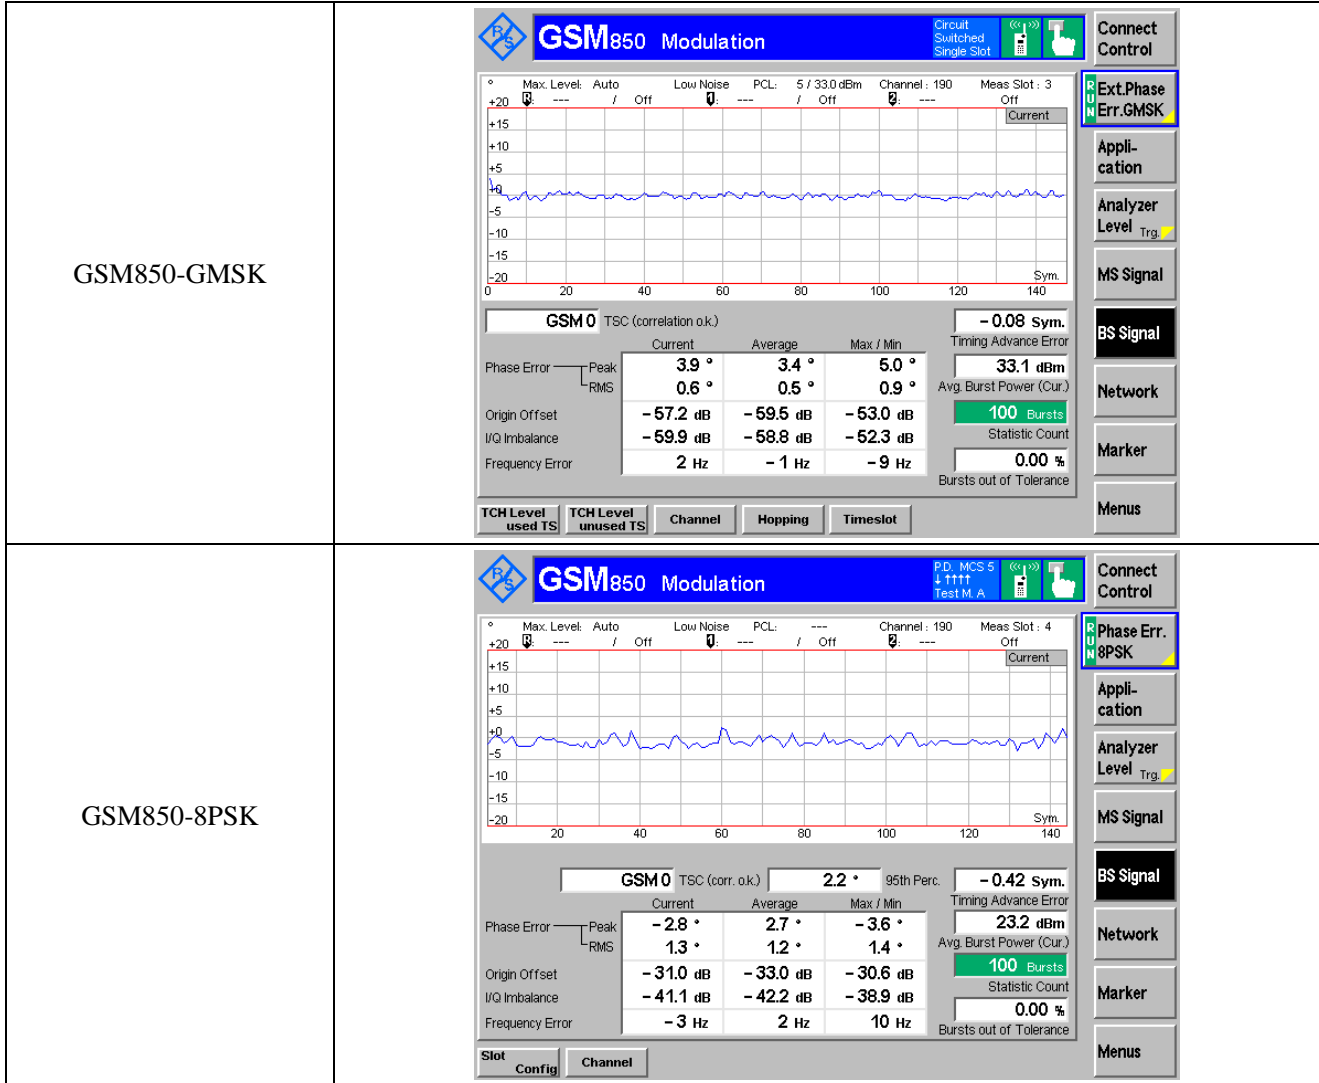 GSM850-GMSK
R/S GSM850 Modulation Circuit Switched Single Slot Connect Control
° Max. Level: Auto Low Noise PCL: 5 / 33.0 dBm Channel : 190 Meas Slot : 3
R: --- / Off 1: --- / Off 2: --- Off
RUN Ext.Phase Err.GMSK
Current
+20
+15
+10
+5
+0
-5
-10
-15
-20
Sym.
0 20 40 60 80 100 120 140
Appli-cation
Analyzer Level Trg.
MS Signal
BS Signal
Network
Marker
Menus
GSM 0 TSC (correlation o.k.) – 0.08 Sym.
Current Average Max / Min Timing Advance Error
Phase Error Peak 3.9 ° 3.4 ° 5.0 ° 33.1 dBm
RMS 0.6 ° 0.5 ° 0.9 ° Avg. Burst Power (Cur.)
Origin Offset – 57.2 dB – 59.5 dB – 53.0 dB 100 Bursts
I/Q Imbalance – 59.9 dB – 58.8 dB – 52.3 dB Statistic Count
Frequency Error 2 Hz – 1 Hz – 9 Hz 0.00 %
Bursts out of Tolerance
TCH Level used TS TCH Level unused TS Channel Hopping Timeslot
GSM850-8PSK
R/S GSM850 Modulation P.D. MCS 5 ↓ ↑↑↑↑ Test M. A Connect Control
° Max. Level: Auto Low Noise PCL: --- Channel : 190 Meas Slot : 4
R: --- / Off 1: --- / Off 2: --- Off
RUN Phase Err. 8PSK
Current
+20
+15
+10
+5
+0
-5
-10
-15
-20
Sym.
20 40 60 80 100 120 140
Appli-cation
Analyzer Level Trg.
MS Signal
BS Signal
Network
Marker
Menus
GSM 0 TSC (corr. o.k.) 2.2 ° 95th Perc. – 0.42 Sym.
Current Average Max / Min Timing Advance Error
Phase Error Peak – 2.8 ° 2.7 ° – 3.6 ° 23.2 dBm
RMS 1.3 ° 1.2 ° 1.4 ° Avg. Burst Power (Cur.)
Origin Offset – 31.0 dB – 33.0 dB – 30.6 dB 100 Bursts
I/Q Imbalance – 41.1 dB – 42.2 dB – 38.9 dB Statistic Count
Frequency Error – 3 Hz 2 Hz 10 Hz 0.00 %
Bursts out of Tolerance
Slot Config Channel